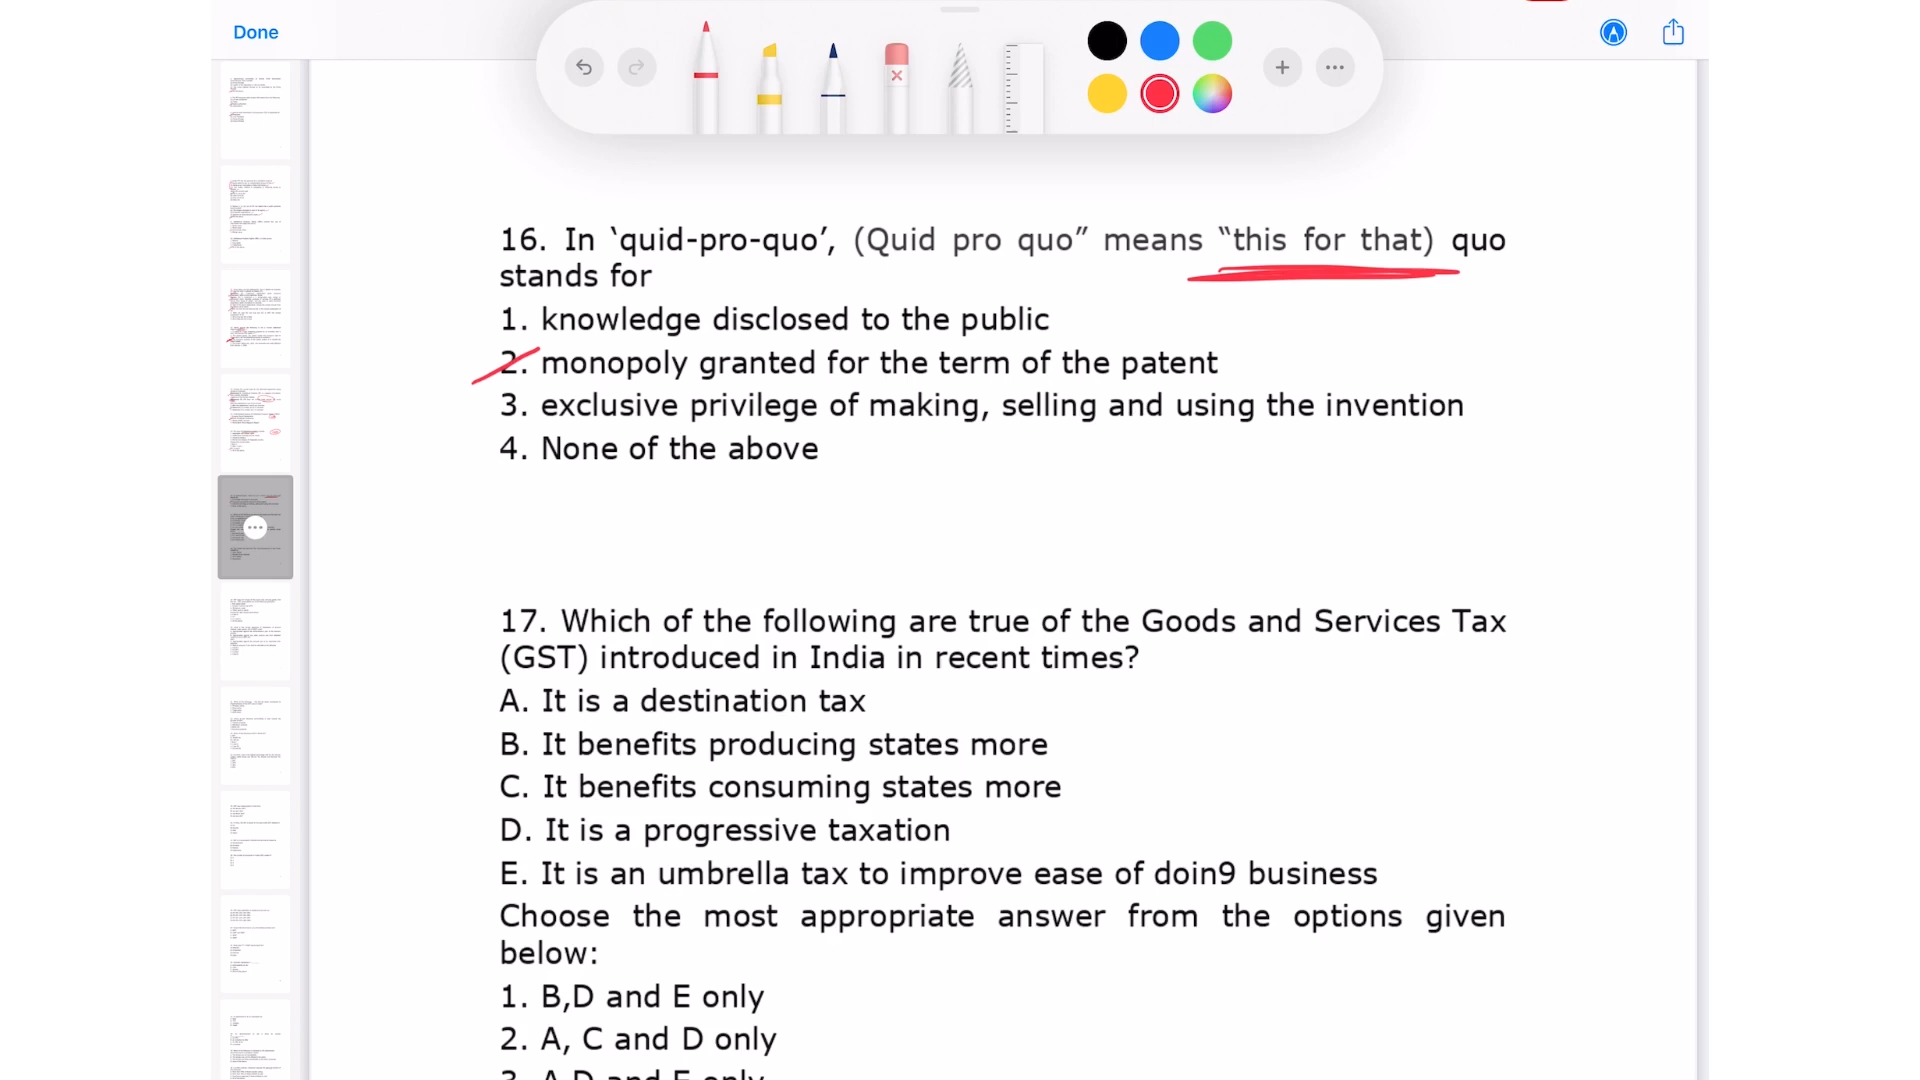 Done
16. In ‘quid-pro-quo’, (Quid pro quo” means “this for that) quo
stands for
1. knowledge disclosed to the public
2. monopoly granted for the term of the patent
3. exclusive privilege of making, selling and using the invention
4. None of the above
17. Which of the following are true of the Goods and Services Tax
(GST) introduced in India in recent times?
A. It is a destination tax
B. It benefits producing states more
C. It benefits consuming states more
D. It is a progressive taxation
E. It is an umbrella tax to improve ease of doin9 business
Choose the most appropriate answer from the options given
below:
1. B,D and E only
2. A, C and D only
3. A,D and E only